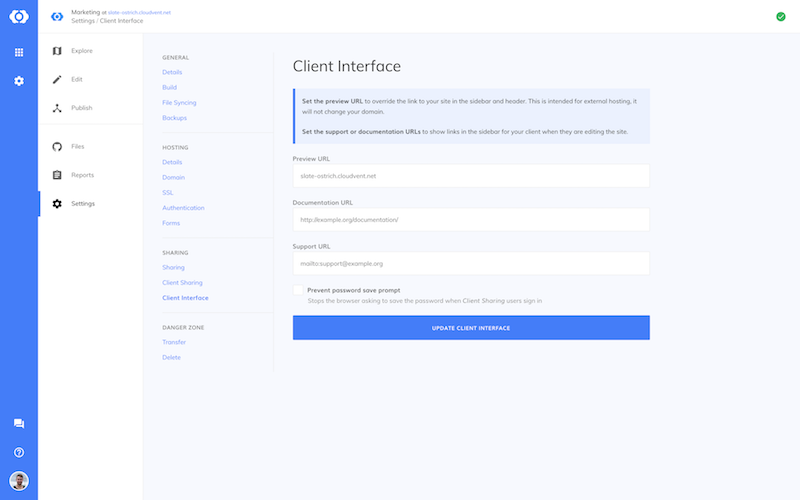 Marketing at slate-ostrich.cloudvent.net
Settings / Client Interface
Explore
Edit
Publish
Files
Reports
Settings
GENERAL
Details
Build
File Syncing
Backups
HOSTING
Details
Domain
SSL
Authentication
Forms
SHARING
Sharing
Client Sharing
Client Interface
DANGER ZONE
Transfer
Delete
Client Interface
Set the preview URL to override the link to your site in the sidebar and header. This is intended for external hosting, it
will not change your domain.
Set the support or documentation URLs to show links in the sidebar for your client when they are editing the site.
Preview URL
slate-ostrich.cloudvent.net
Documentation URL
http://example.org/documentation/
Support URL
mailto:support@example.org
Prevent password save prompt
Stops the browser asking to save the password when Client Sharing users sign in
UPDATE CLIENT INTERFACE